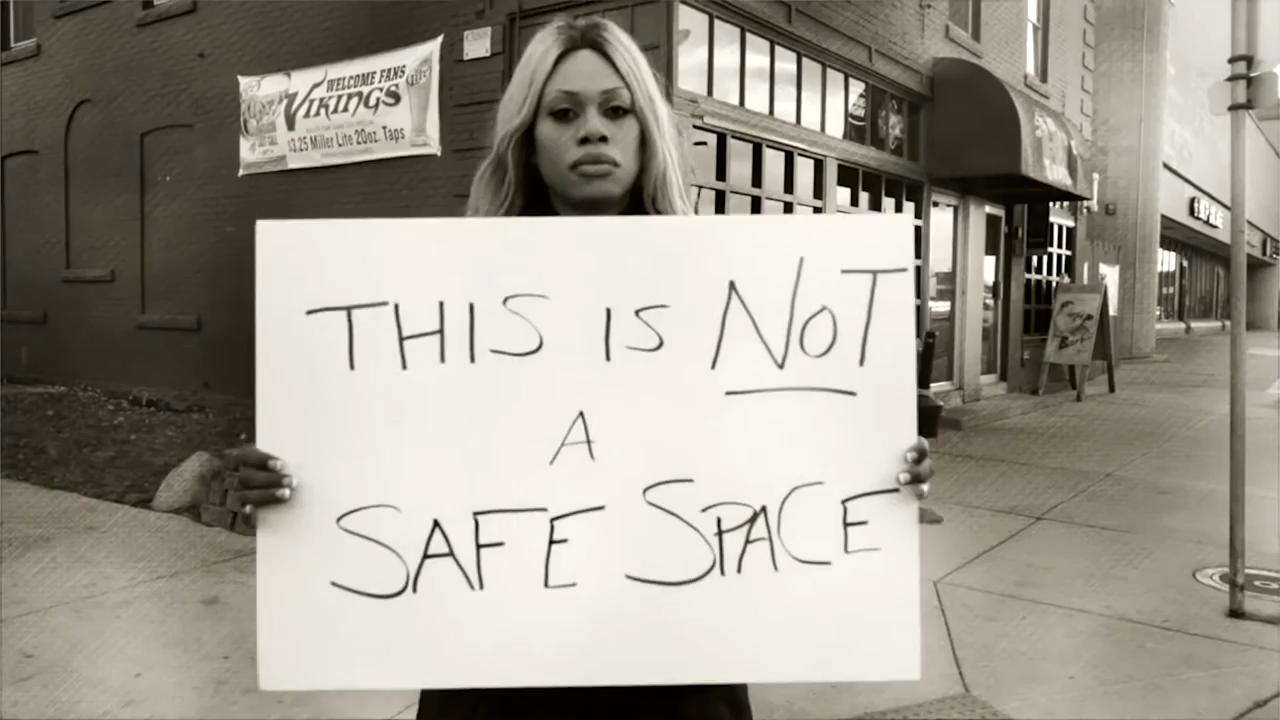 WELCOME FANS
VIKINGS
$3.25 Miller Lite 20oz. Taps
THIS IS NOT
A
SAFE SPACE